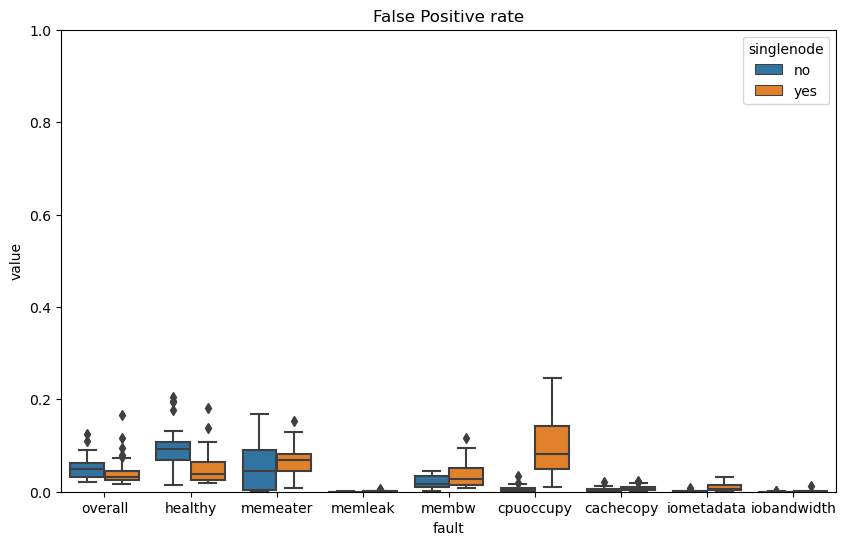 False Positive rate
singlenode
no
yes
1.0
0.8
0.6
0.4
0.2
0.0
value
overall healthy memeater memleak membw cpuoccupy cachecopy iometadata iobandwidth
fault